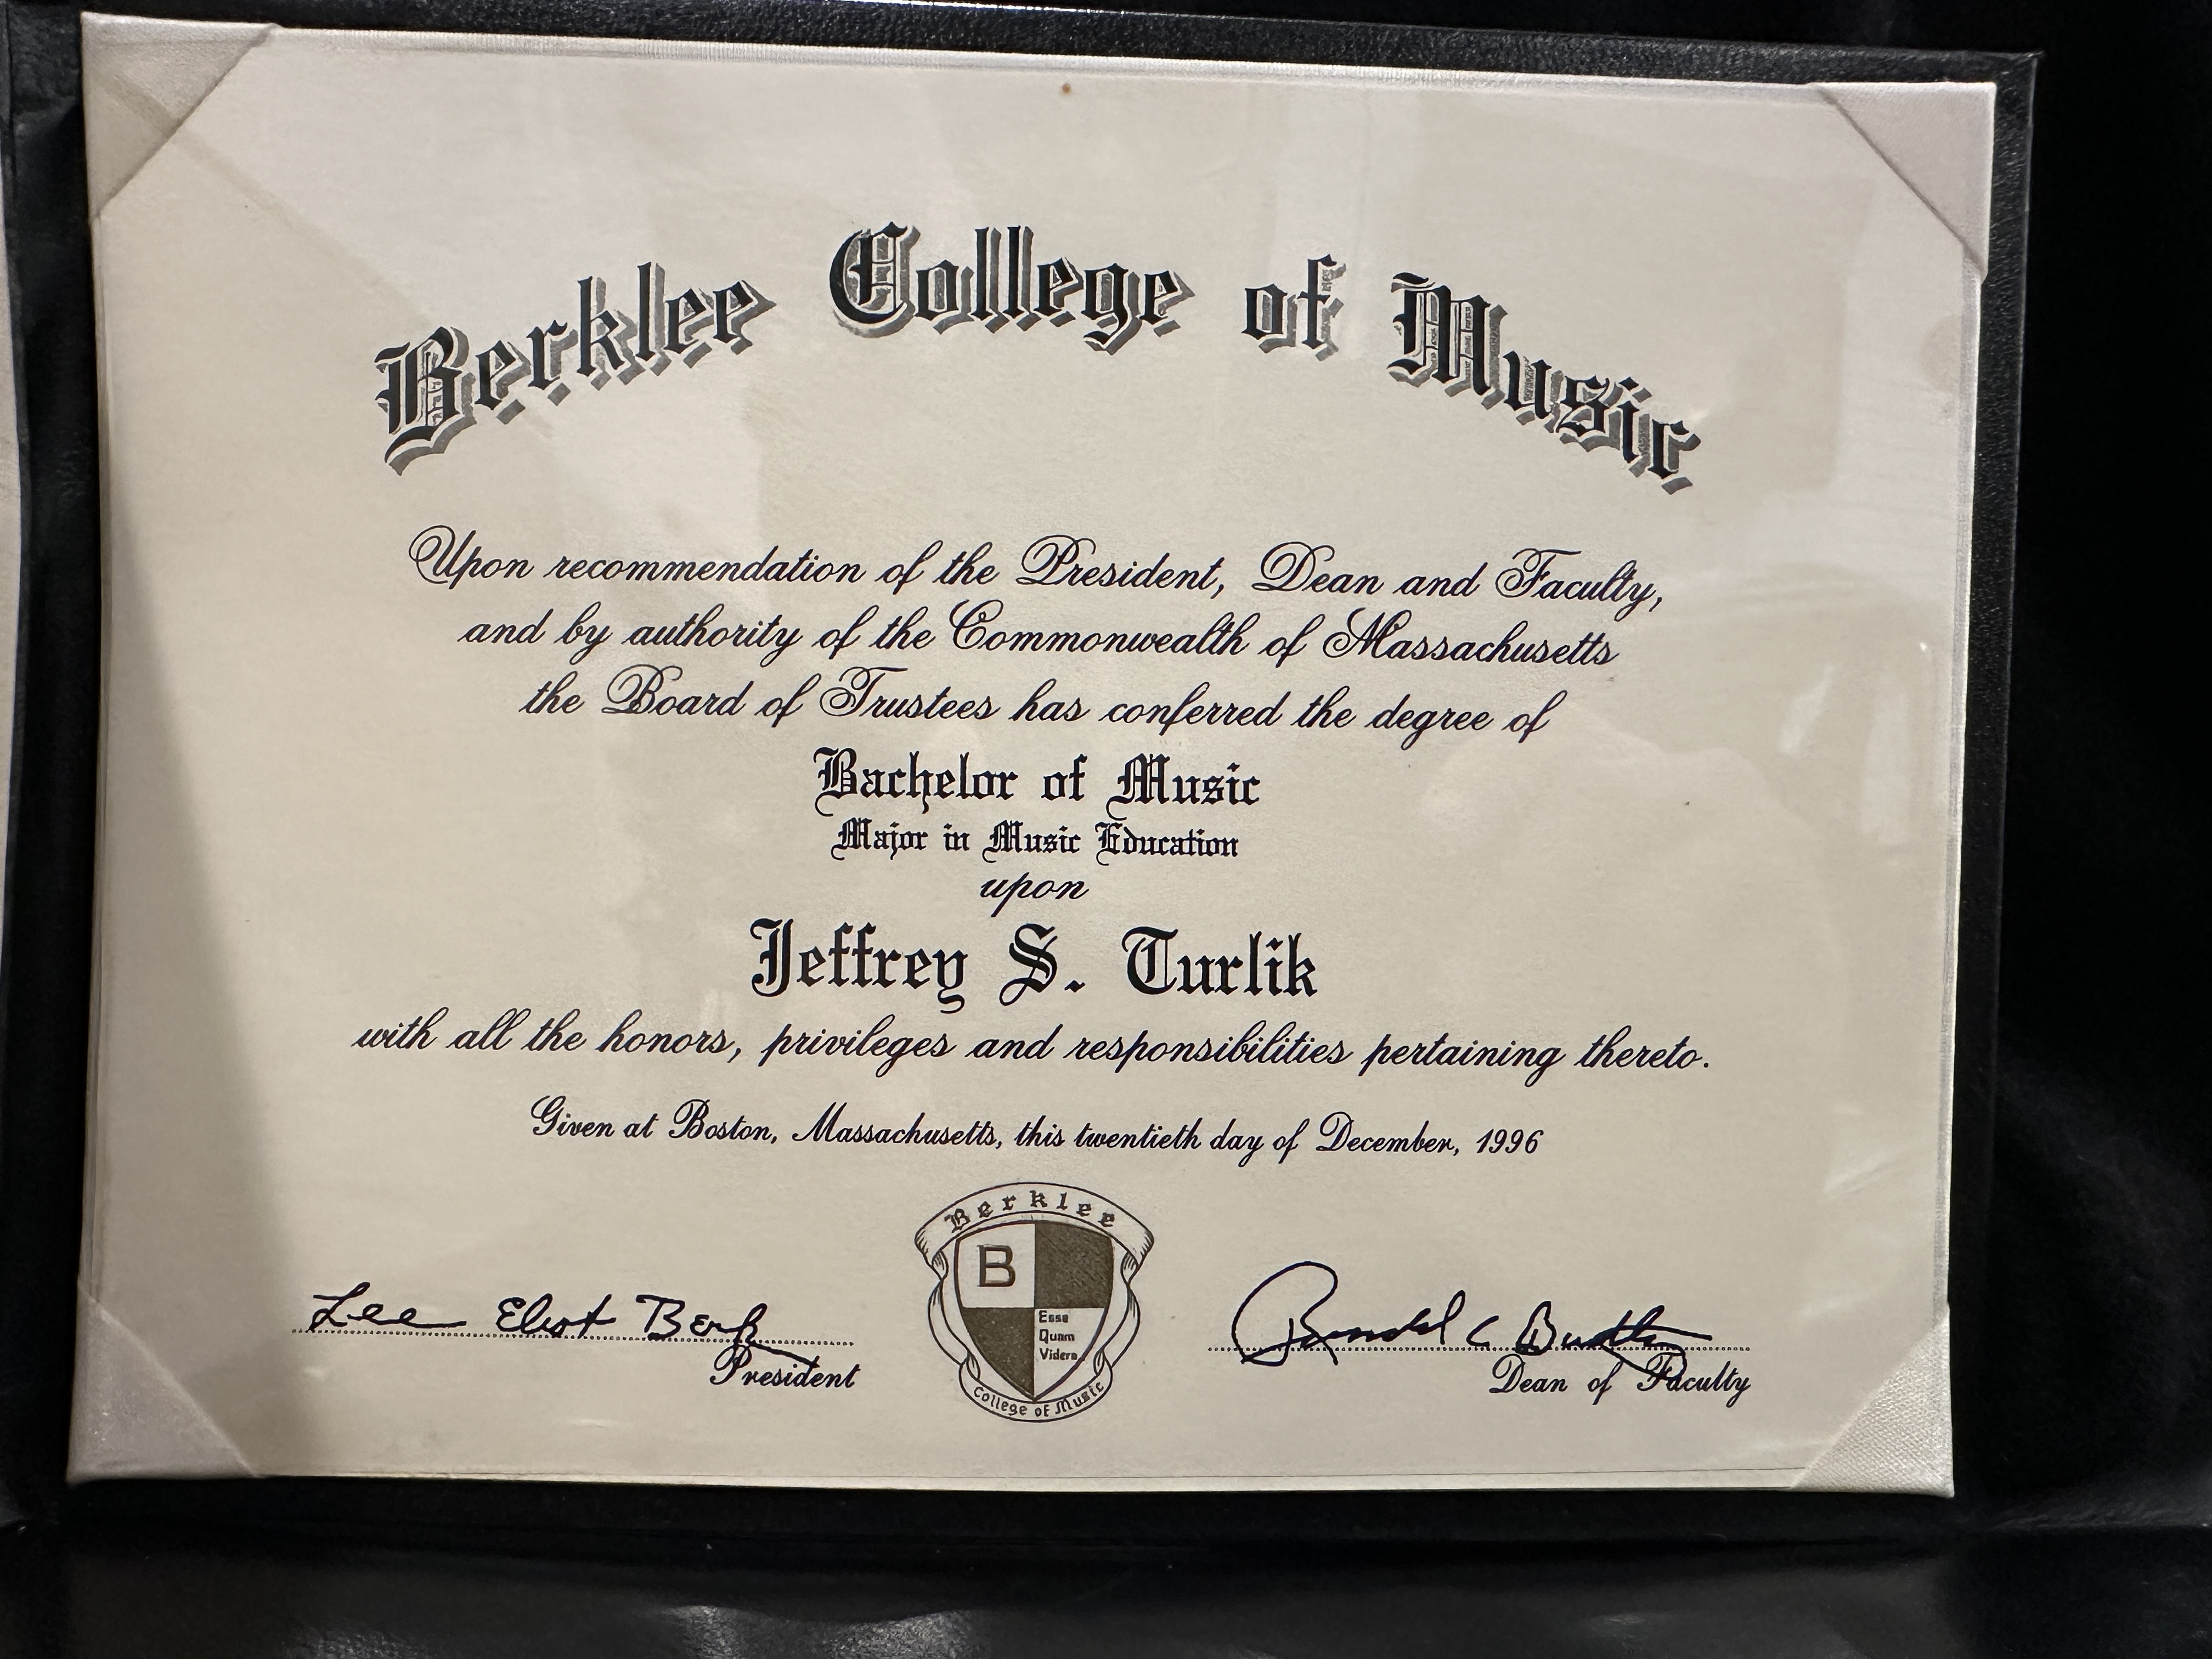 Berklee College of Music
Upon recommendation of the President, Dean and Faculty,
and by authority of the Commonwealth of Massachusetts
the Board of Trustees has conferred the degree of
Bachelor of Music
Major in Music Education
upon
Jeffrey S. Turlik
with all the honors, privileges and responsibilities pertaining thereto.
Given at Boston, Massachusetts, this twentieth day of December, 1996
Berklee
B
Esse
Quam
Videri
College of Music
Lee Eliot Berk
President
Dean of Faculty